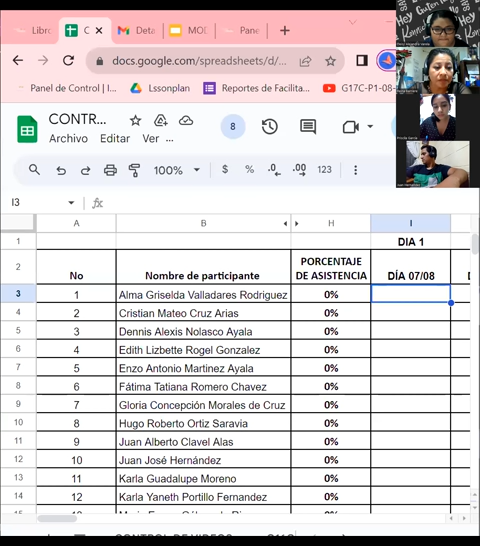 Libro
C
Deta
MOD
Pane
docs.google.com/spreadsheets/d/...
Panel de Control | I...
Lssonplan
Reportes de Facilita...
G17C-P1-08-
CONTR...
8
Archivo Editar Ver ...
100% $ % .0 .00 123
I3 fx
A B H I
1 DIA 1
2 No Nombre de participante PORCENTAJE DE ASISTENCIA DÍA 07/08
3 1 Alma Griselda Valladares Rodriguez 0%
4 2 Cristian Mateo Cruz Arias 0%
5 3 Dennis Alexis Nolasco Ayala 0%
6 4 Edith Lizbette Rogel Gonzalez 0%
7 5 Enzo Antonio Martinez Ayala 0%
8 6 Fátima Tatiana Romero Chavez 0%
9 7 Gloria Concepción Morales de Cruz 0%
10 8 Hugo Roberto Ortiz Saravia 0%
11 9 Juan Alberto Clavel Alas 0%
12 10 Juan José Hernández 0%
13 11 Karla Guadalupe Moreno 0%
14 12 Karla Yaneth Portillo Fernandez 0%